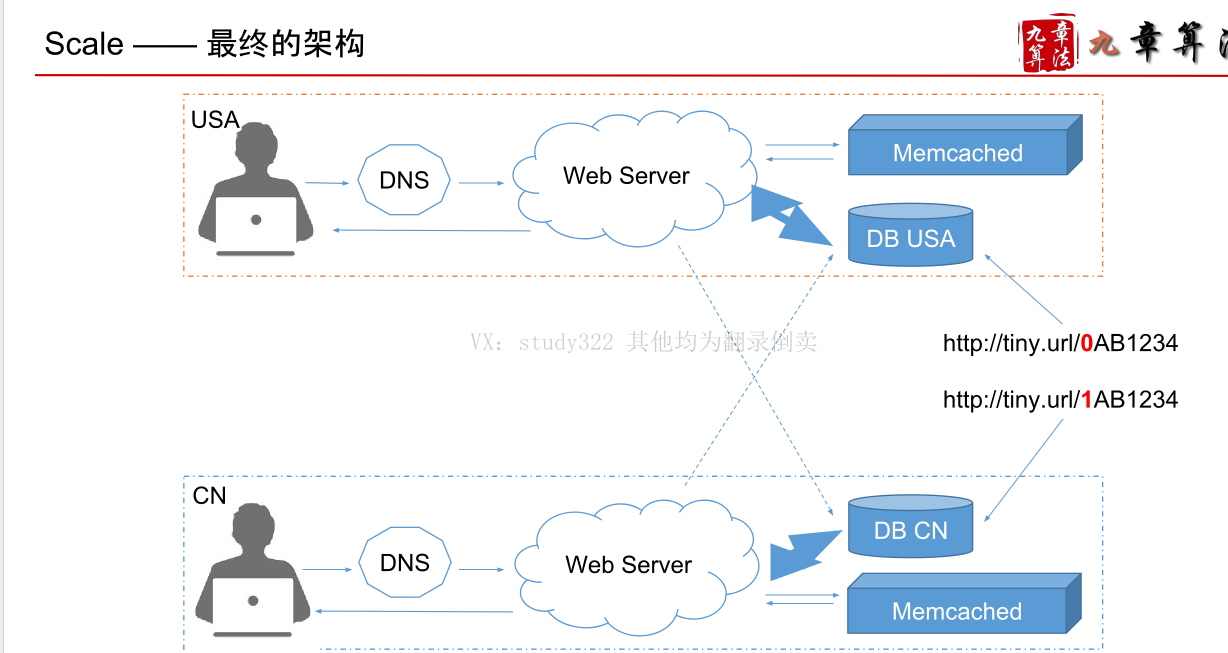 Scale —— 最终的架构
九章算法
九章算
USA
DNS
Web Server
Memcached
DB USA
VX: study322 其他均为翻录倒卖
http://tiny.url/0AB1234
http://tiny.url/1AB1234
CN
DNS
Web Server
DB CN
Memcached